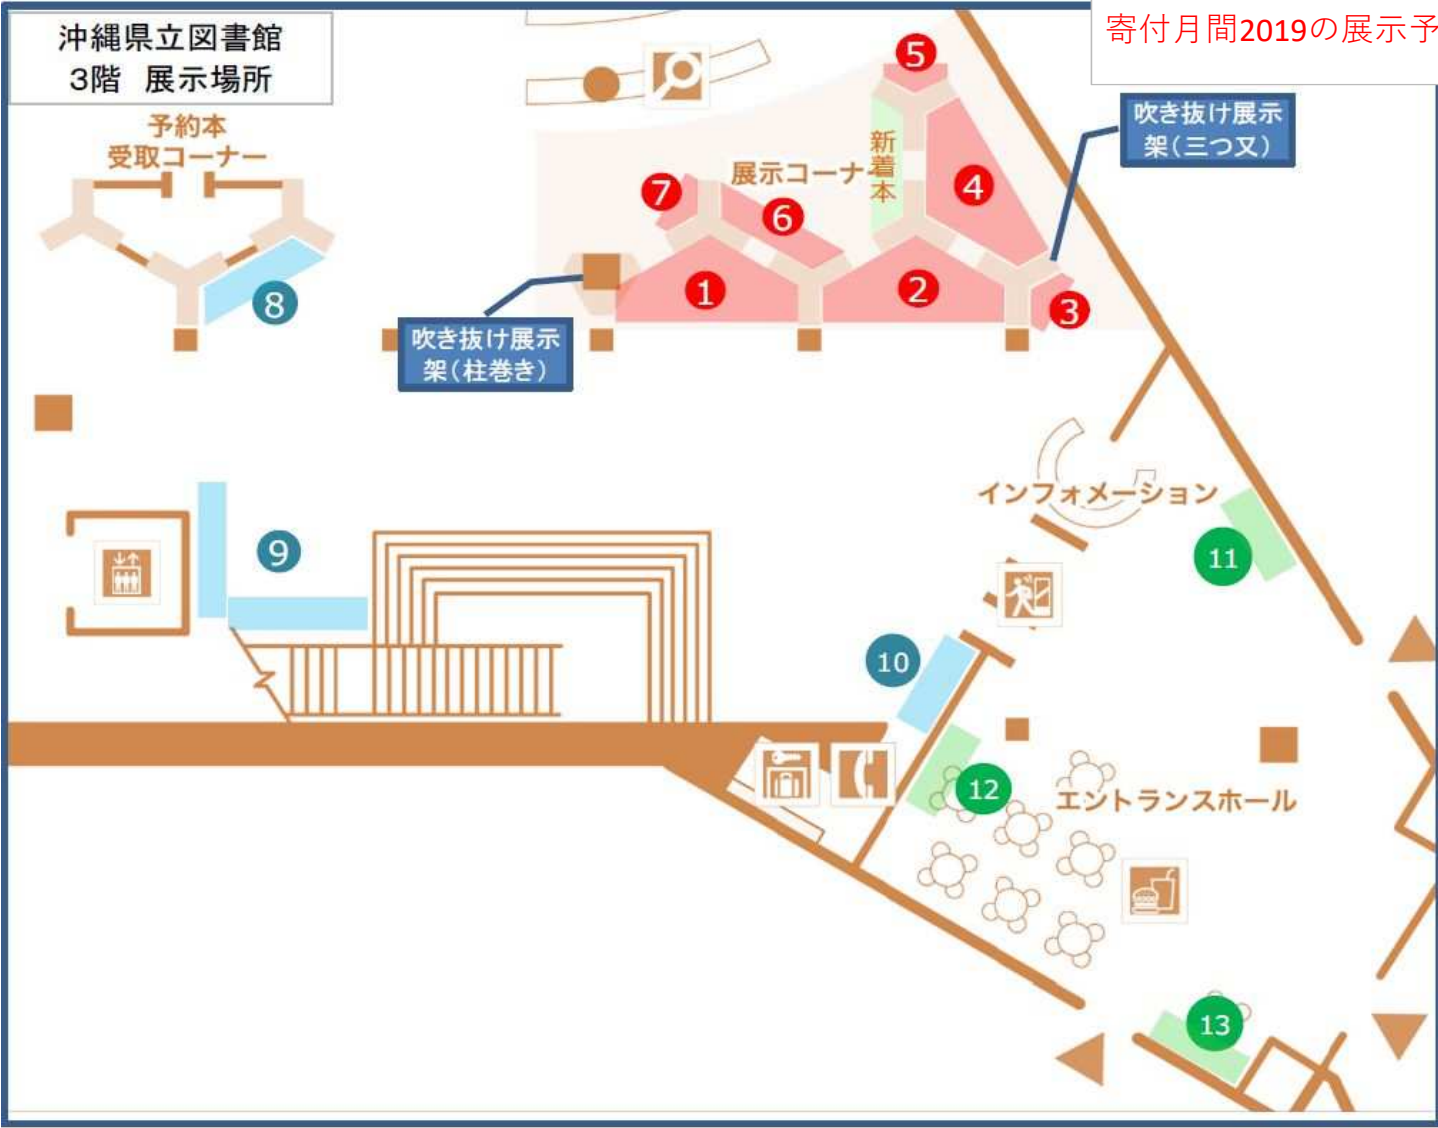 沖縄県立図書館
3階 展示場所
寄付月間2019の展示予
予約本
受取コーナー
吹き抜け展示
架(三つ又)
展示コーナー
新着本
5
7
6
4
1
2
3
8
吹き抜け展示
架(柱巻き)
インフォメーション
9
11
10
12
エントランスホール
13